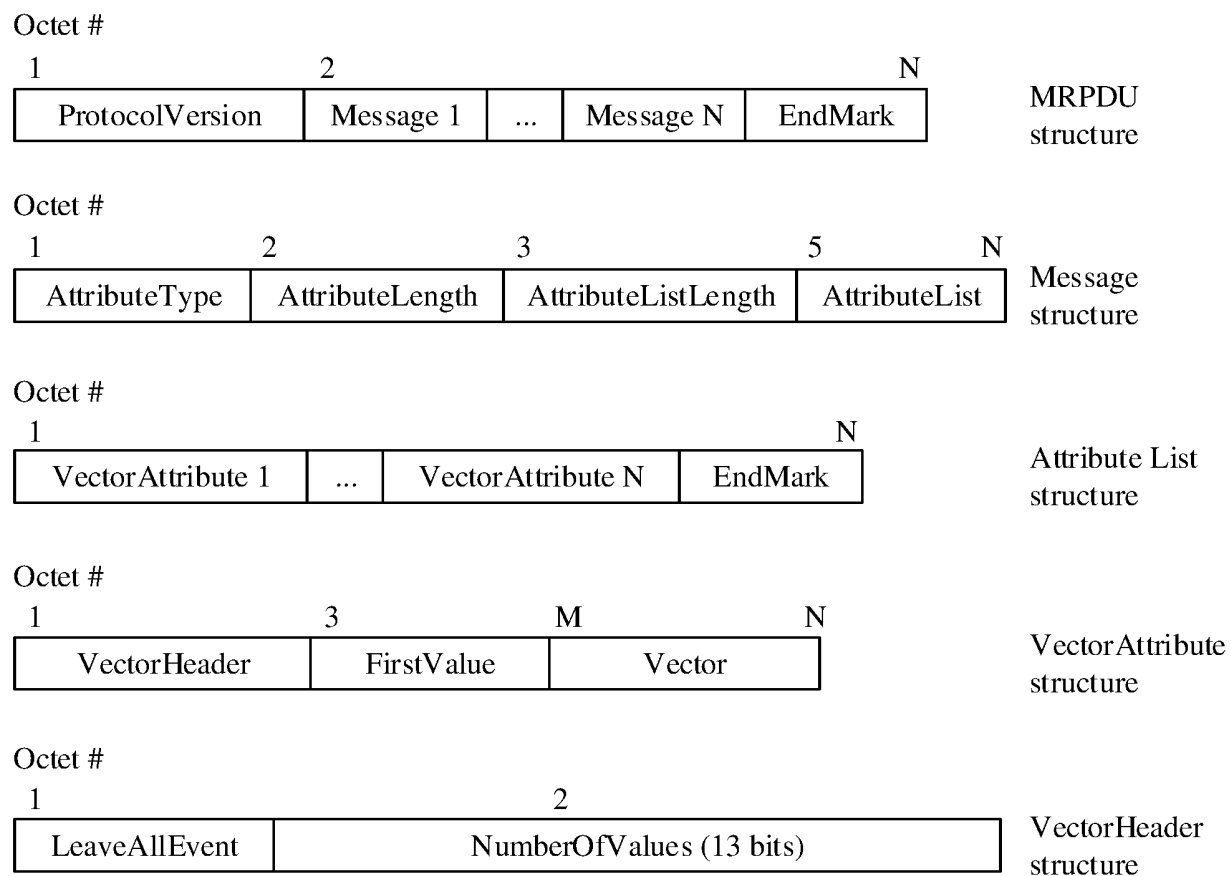 Octet #
1 2 N
ProtocolVersion Message 1 ... Message N EndMark
MRPDU
structure
Octet #
1 2 3 5 N
AttributeType AttributeLength AttributeListLength AttributeList
Message
structure
Octet #
1 N
VectorAttribute 1 ... VectorAttribute N EndMark
Attribute List
structure
Octet #
1 3 M N
VectorHeader FirstValue Vector
VectorAttribute
structure
Octet #
1 2
LeaveAllEvent NumberOfValues (13 bits)
VectorHeader
structure